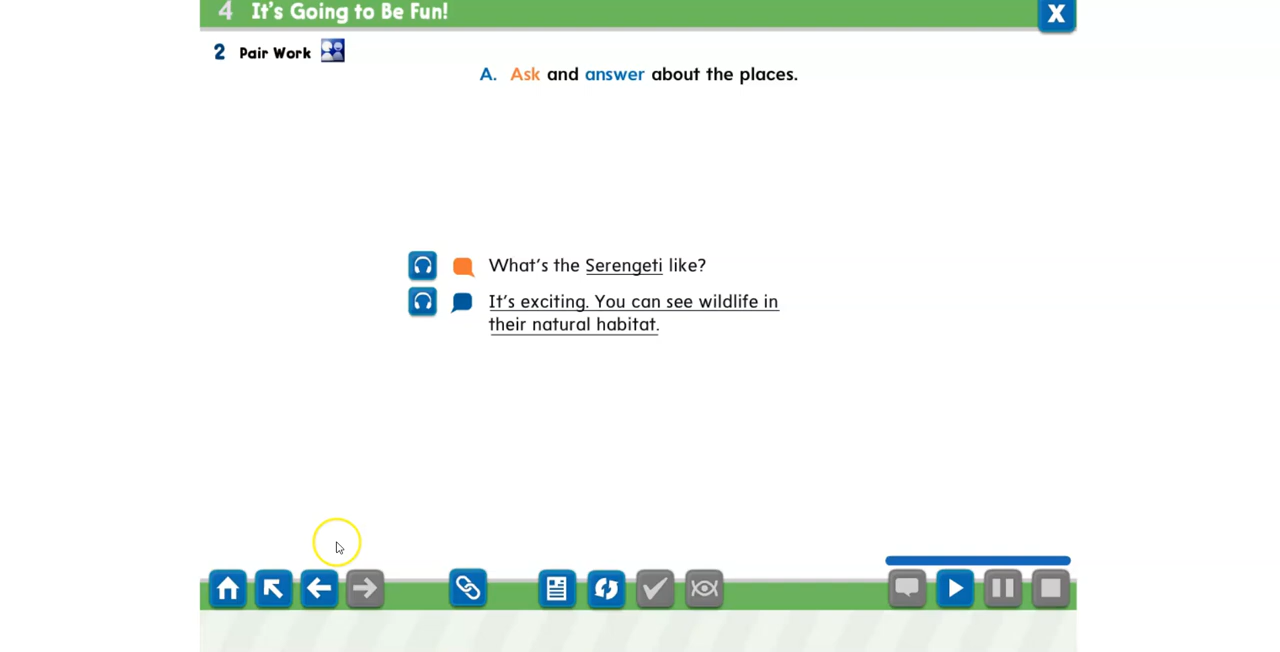 4 It's Going to Be Fun!
X
2 Pair Work
A. Ask and answer about the places.
What's the Serengeti like?
It's exciting. You can see wildlife in
their natural habitat.